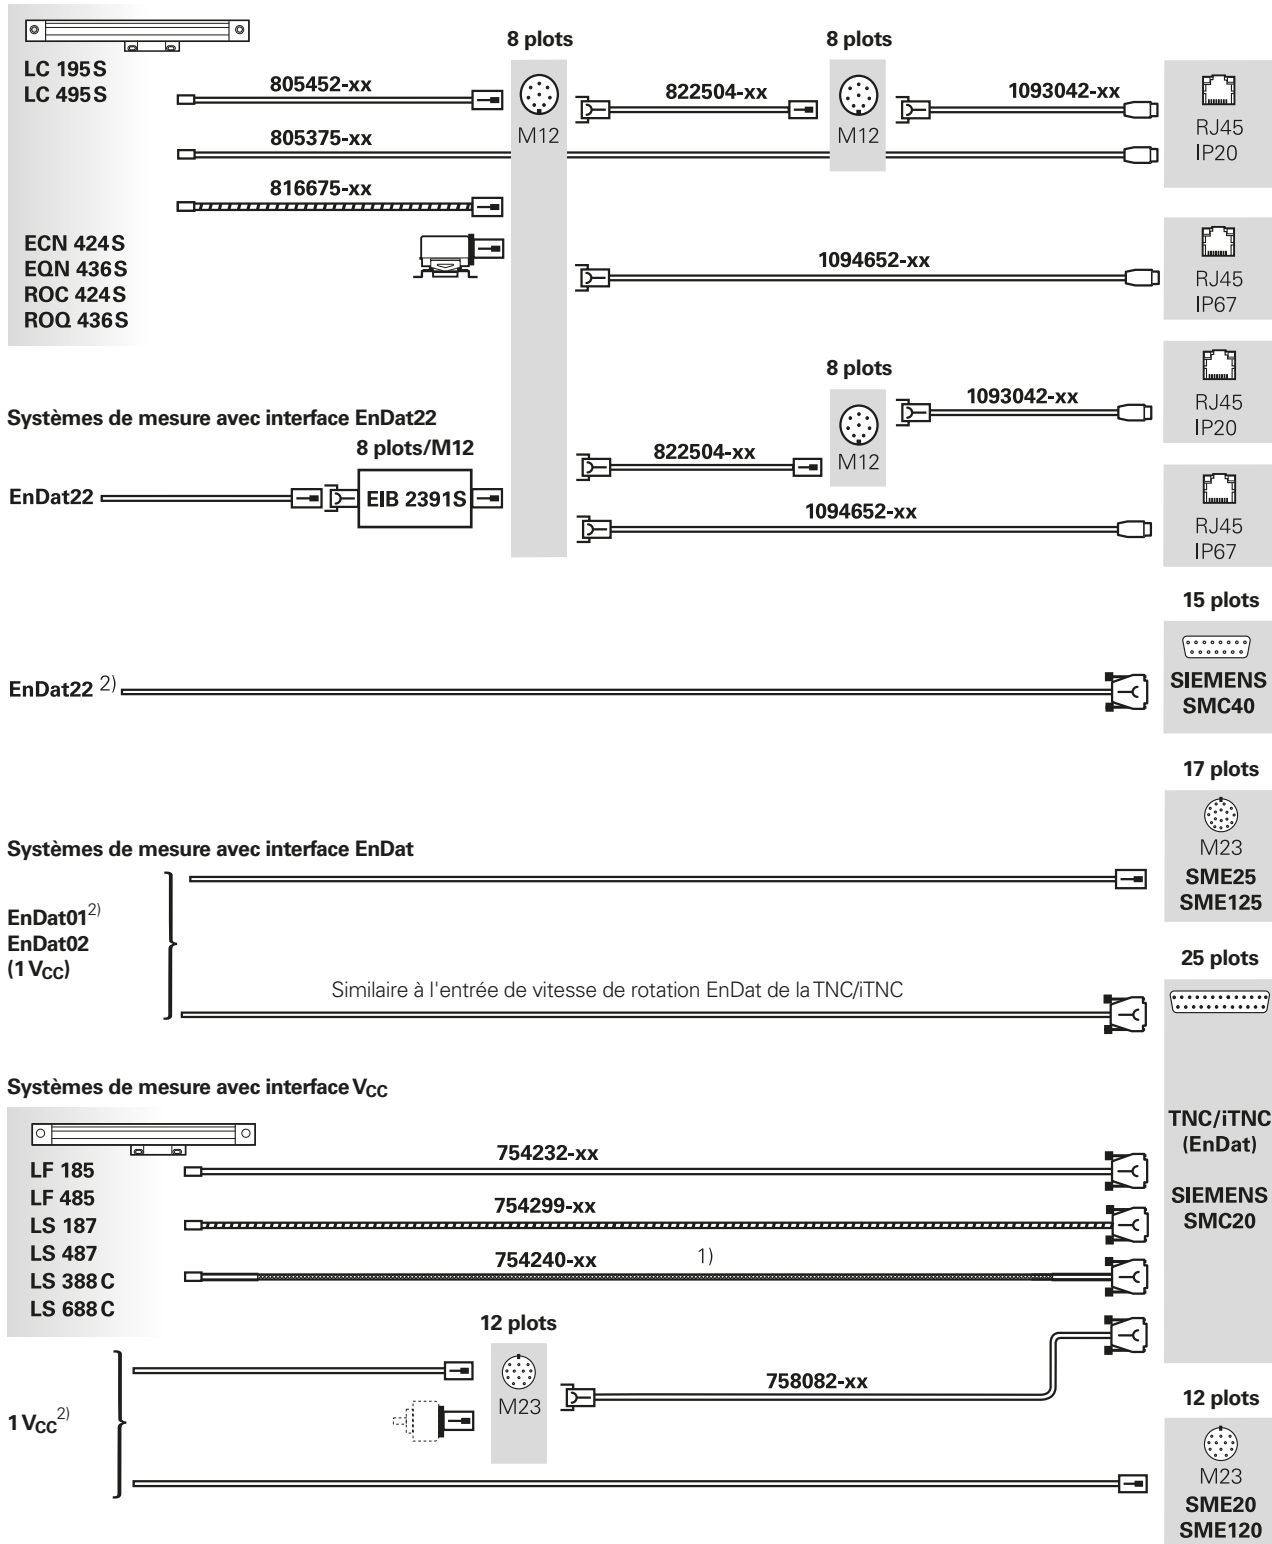 8 plots
8 plots
LC 195 S
LC 495 S
805452-xx
822504-xx
1093042-xx
M12
M12
RJ45
IP20
805375-xx
816675-xx
ECN 424 S
EQN 436 S
ROC 424 S
ROQ 436 S
1094652-xx
RJ45
IP67
8 plots
1093042-xx
RJ45
IP20
Systèmes de mesure avec interface EnDat22
8 plots/M12
822504-xx
M12
EnDat22
EIB 2391S
1094652-xx
RJ45
IP67
15 plots
EnDat22 2)
SIEMENS
SMC40
17 plots
M23
SME25
SME125
Systèmes de mesure avec interface EnDat
EnDat01 2)
EnDat02
(1 VCC)
25 plots
Similaire à l'entrée de vitesse de rotation EnDat de la TNC/iTNC
Systèmes de mesure avec interface VCC
TNC/iTNC
(EnDat)
SIEMENS
SMC20
LF 185
LF 485
LS 187
LS 487
LS 388 C
LS 688 C
754232-xx
754299-xx
754240-xx 1)
12 plots
M23
758082-xx
1 VCC 2)
12 plots
M23
SME20
SME120